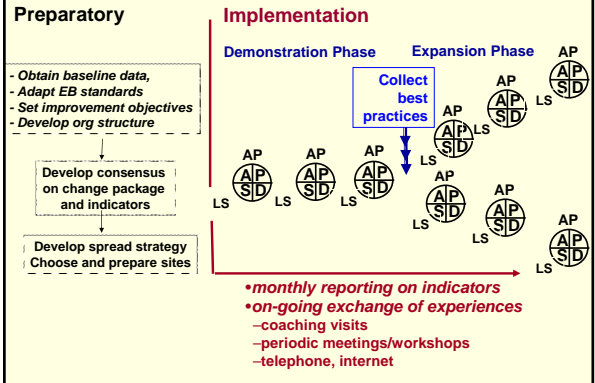 Preparatory
Implementation
Demonstration Phase
Expansion Phase
- Obtain baseline data,
- Adapt EB standards
- Set improvement objectives
- Develop org structure
Develop consensus
on change package
and indicators
Develop spread strategy
Choose and prepare sites
Collect
best
practices
LS
AP
A P
S D
LS
AP
A P
S D
LS
AP
A P
S D
LS
AP
A P
S D
LS
AP
A P
S D
LS
AP
A P
S D
AP
A P
S D
LS
AP
A P
S D
LS
AP
A P
S D
•monthly reporting on indicators
•on-going exchange of experiences
–coaching visits
–periodic meetings/workshops
–telephone, internet